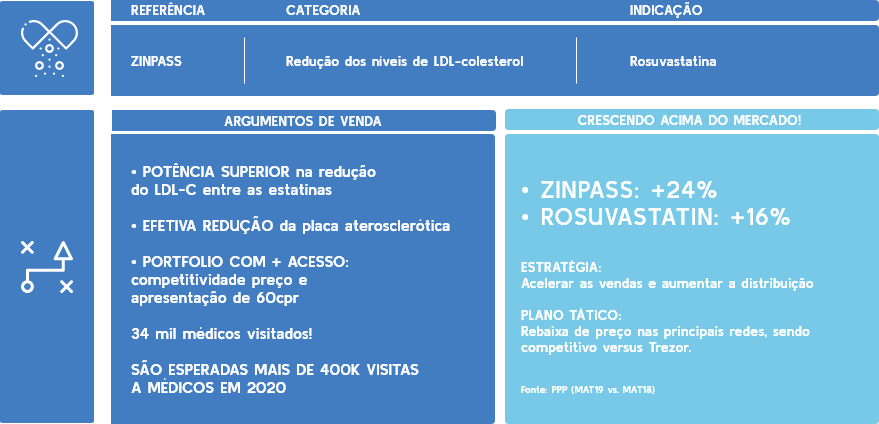 REFERÊNCIA CATEGORIA INDICAÇÃO
ZINPASS Redução dos níveis de LDL-colesterol Rosuvastatina
ARGUMENTOS DE VENDA
• POTÊNCIA SUPERIOR na redução
do LDL-C entre as estatinas
• EFETIVA REDUÇÃO da placa aterosclerótica
• PORTFOLIO COM + ACESSO:
competitividade preço e
apresentação de 60cpr
34 mil médicos visitados!
SÃO ESPERADAS MAIS DE 400K VISITAS
A MÉDICOS EM 2020
CRESCENDO ACIMA DO MERCADO!
• ZINPASS: +24%
• ROSUVASTATIN: +16%
ESTRATÉGIA:
Acelerar as vendas e aumentar a distribuição
PLANO TÁTICO:
Rebaixa de preço nas principais redes, sendo
competitivo versus Trezor.
Fonte: PPP (MAT19 vs. MAT18)